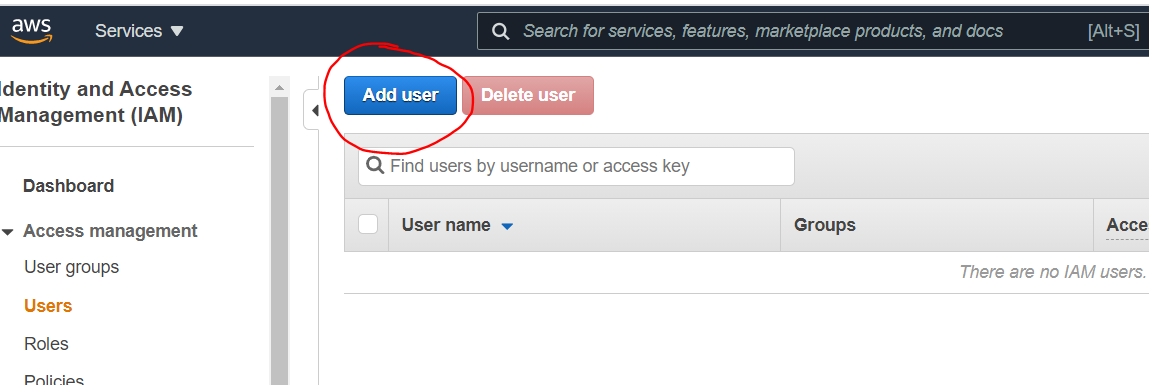 aws Services Search for services, features, marketplace products, and docs [Alt+S]
Identity and Access
Management (IAM)
Dashboard
Access management
User groups
Users
Roles
Policies
Add user Delete user
Find users by username or access key
User name Groups Acce
There are no IAM users.